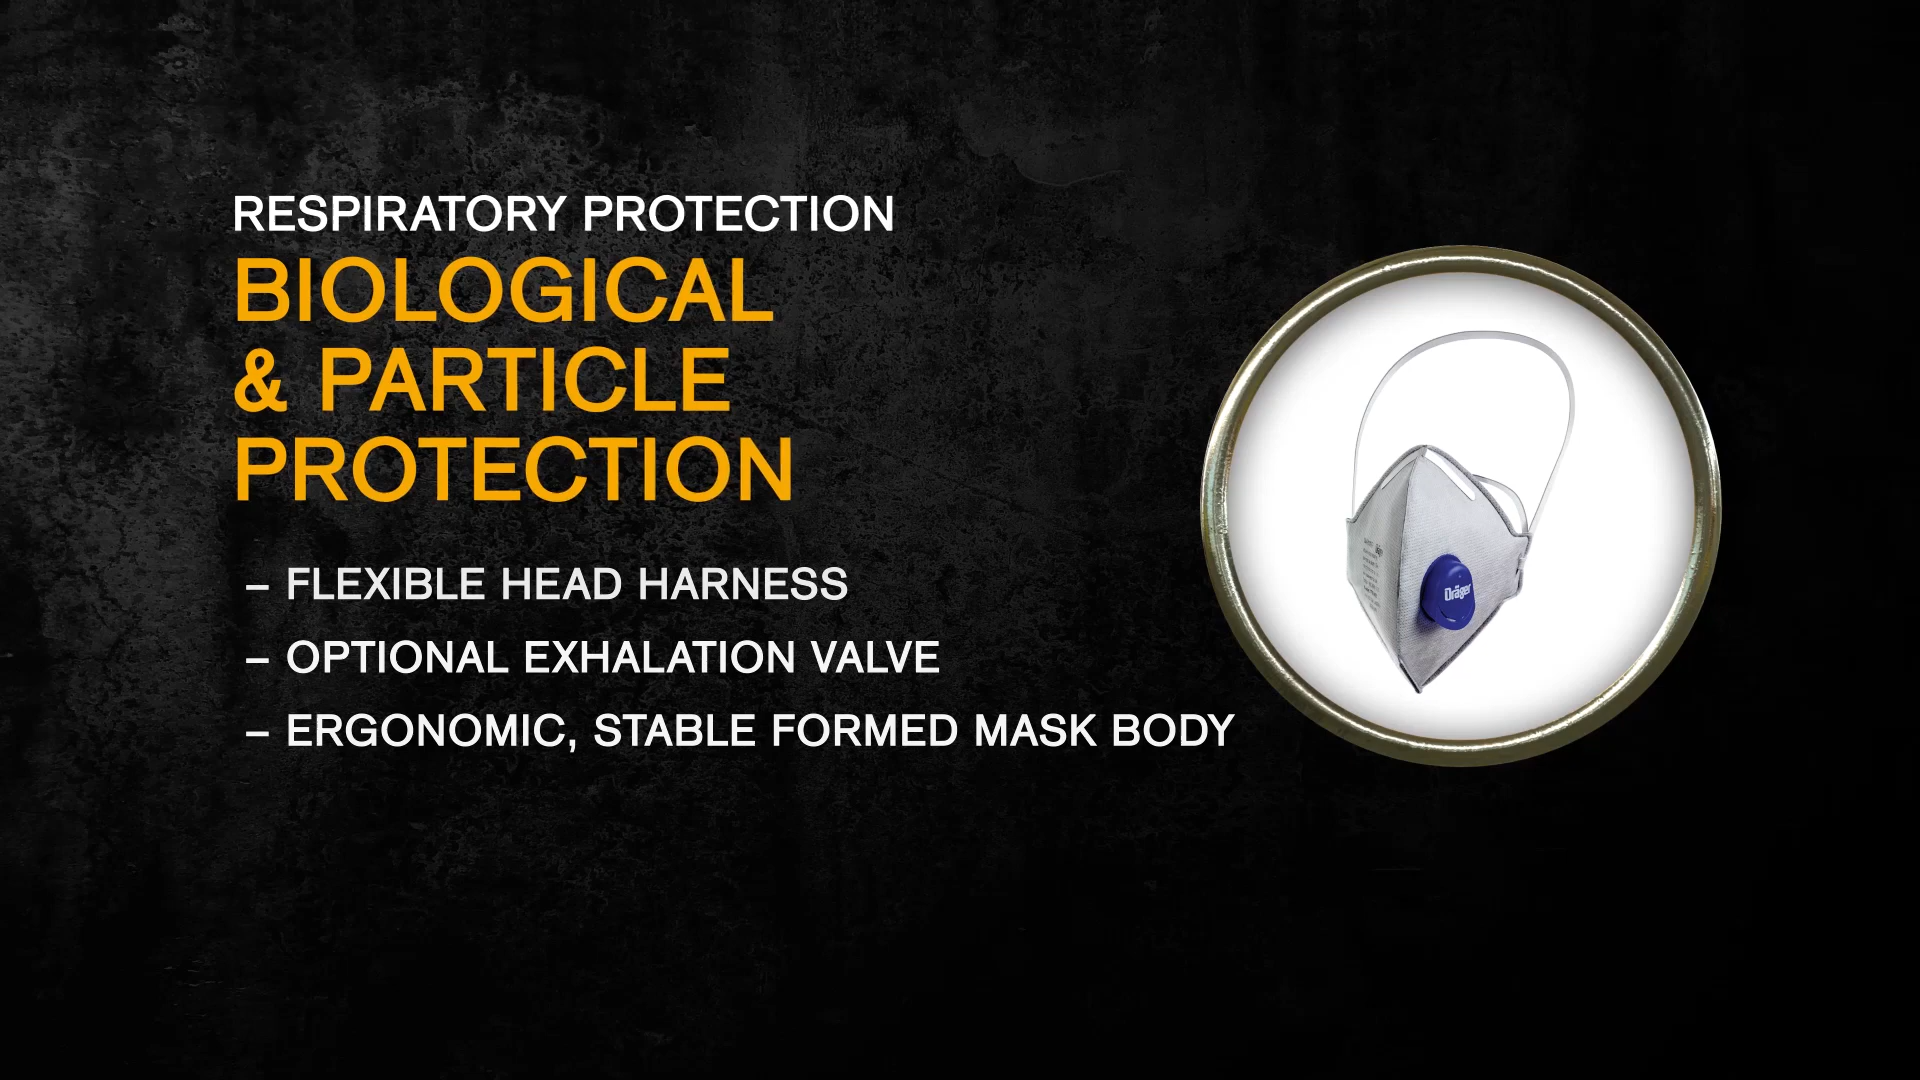 RESPIRATORY PROTECTION
BIOLOGICAL
& PARTICLE
PROTECTION
– FLEXIBLE HEAD HARNESS
– OPTIONAL EXHALATION VALVE
– ERGONOMIC, STABLE FORMED MASK BODY
Dräger